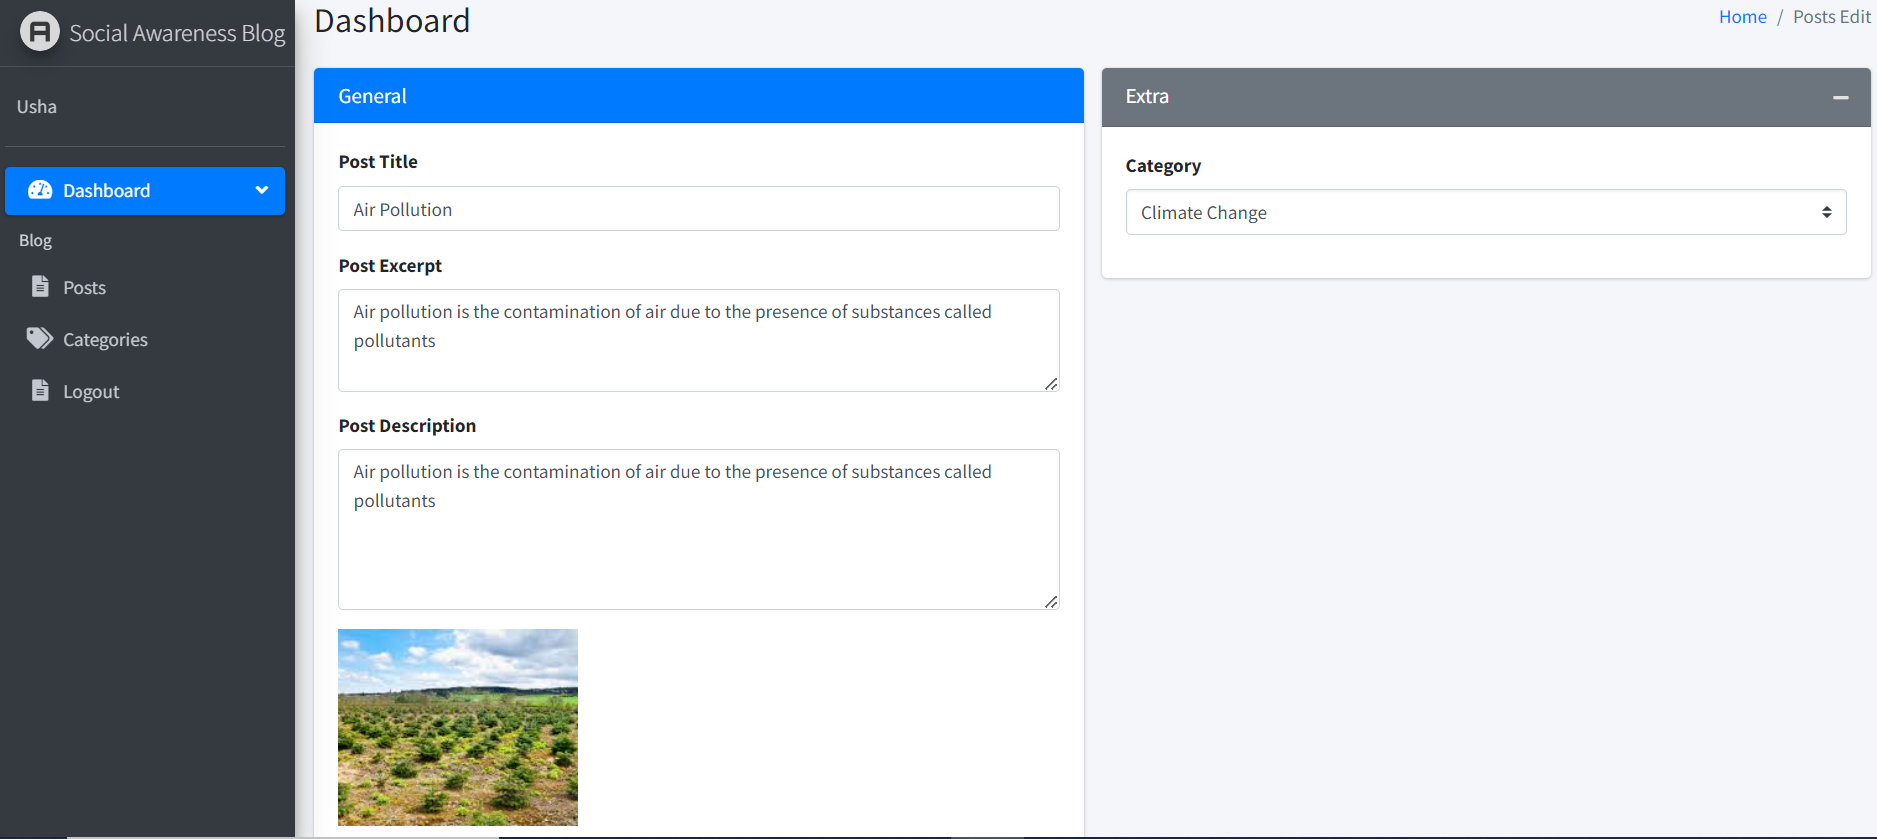 Social Awareness Blog
Usha
Dashboard
Blog
Posts
Categories
Logout
Dashboard
Home / Posts Edit
General
Post Title
Air Pollution
Post Excerpt
Air pollution is the contamination of air due to the presence of substances called
pollutants
Post Description
Air pollution is the contamination of air due to the presence of substances called
pollutants
Extra
Category
Climate Change